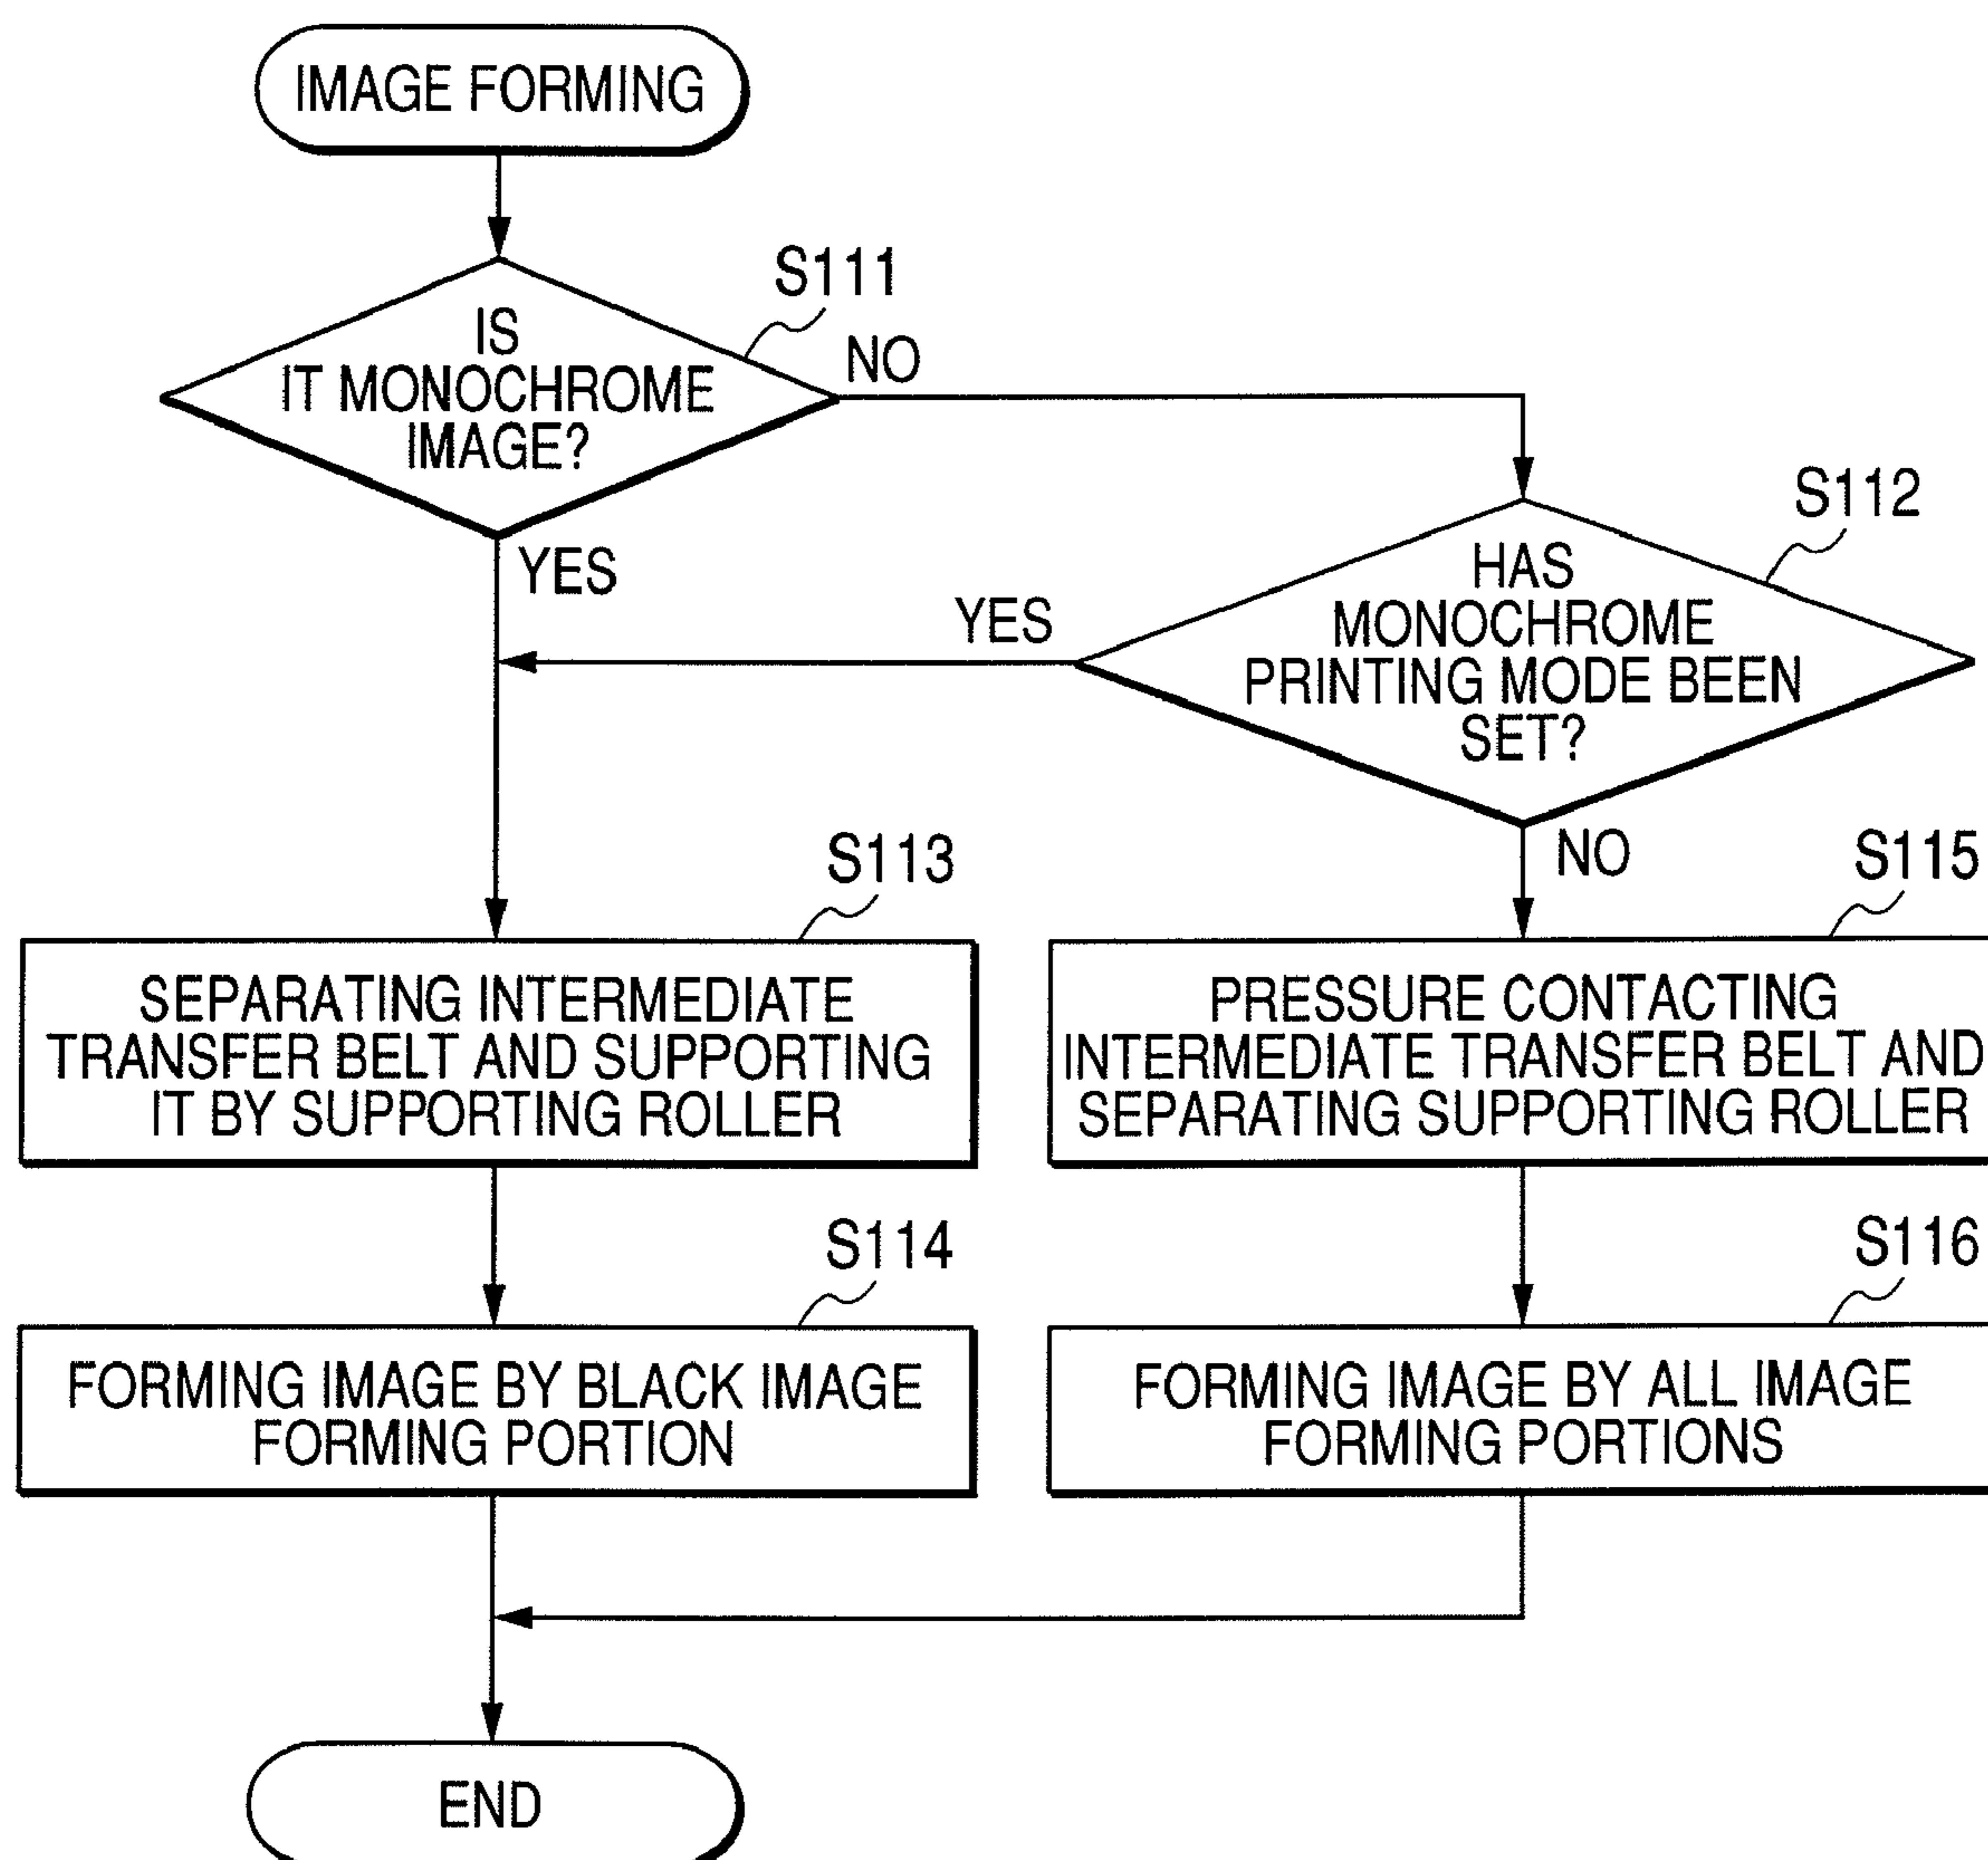 IMAGE FORMING
S111
IS
IT MONOCHROME
IMAGE?
NO
YES
S112
HAS
MONOCHROME
PRINTING MODE BEEN
SET?
YES
NO
S113
SEPARATING INTERMEDIATE
TRANSFER BELT AND SUPPORTING
IT BY SUPPORTING ROLLER
S115
PRESSURE CONTACTING
INTERMEDIATE TRANSFER BELT AND
SEPARATING SUPPORTING ROLLER
S114
FORMING IMAGE BY BLACK IMAGE
FORMING PORTION
S116
FORMING IMAGE BY ALL IMAGE
FORMING PORTIONS
END